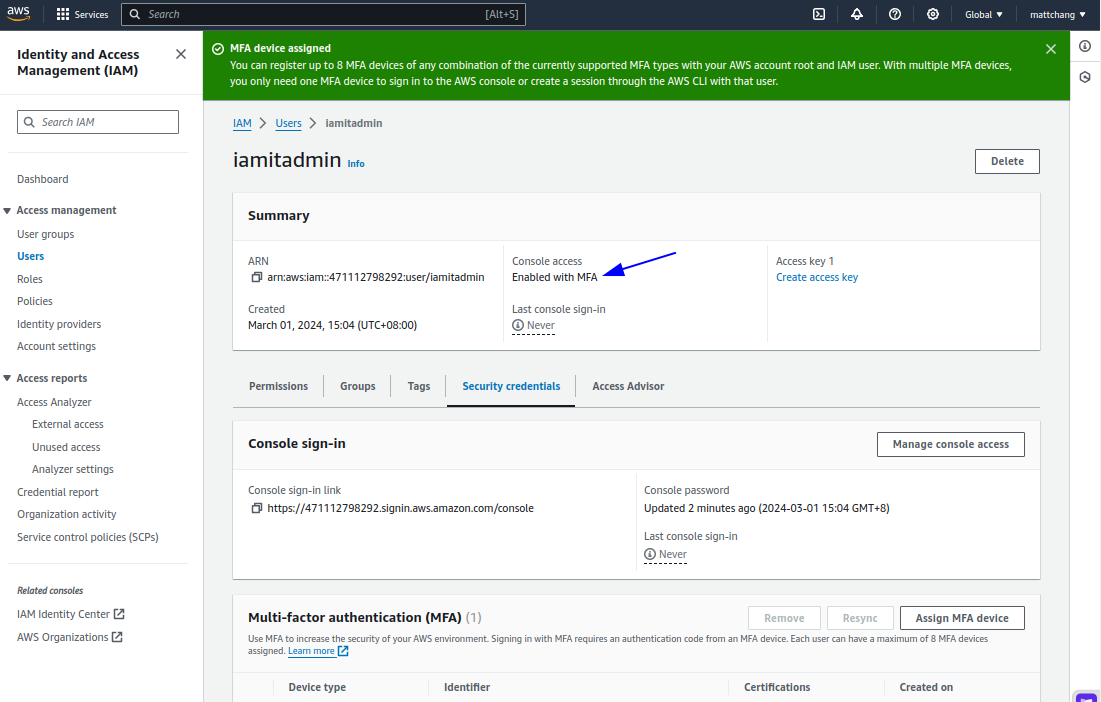 aws
Services
Search
[Alt+S]
Global
mattchang
Identity and Access
Management (IAM)
Search IAM
Dashboard
Access management
User groups
Users
Roles
Policies
Identity providers
Account settings
Access reports
Access Analyzer
External access
Unused access
Analyzer settings
Credential report
Organization activity
Service control policies (SCPs)
Related consoles
IAM Identity Center
AWS Organizations
MFA device assigned
You can register up to 8 MFA devices of any combination of the currently supported MFA types with your AWS account root and IAM user. With multiple MFA devices,
you only need one MFA device to sign in to the AWS console or create a session through the AWS CLI with that user.
IAM > Users > iamitadmin
iamitadmin Info
Delete
Summary
ARN
arn:aws:iam::471112798292:user/iamitadmin
Created
March 01, 2024, 15:04 (UTC+08:00)
Console access
Enabled with MFA
Last console sign-in
Never
Access key 1
Create access key
Permissions
Groups
Tags
Security credentials
Access Advisor
Console sign-in
Manage console access
Console sign-in link
https://471112798292.signin.aws.amazon.com/console
Console password
Updated 2 minutes ago (2024-03-01 15:04 GMT+8)
Last console sign-in
Never
Multi-factor authentication (MFA) (1)
Remove
Resync
Assign MFA device
Use MFA to increase the security of your AWS environment. Signing in with MFA requires an authentication code from an MFA device. Each user can have a maximum of 8 MFA devices
assigned. Learn more
Device type
Identifier
Certifications
Created on